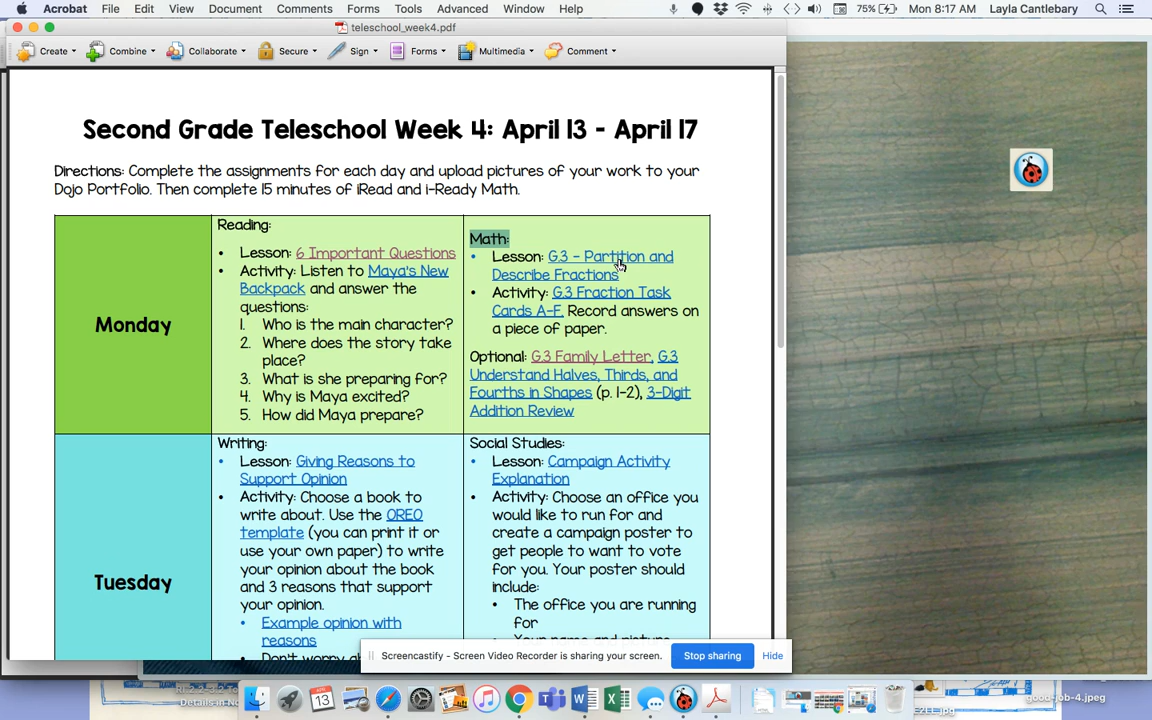 Acrobat File Edit View Document Comments Forms Tools Advanced Window Help 75% Mon 8:17 AM Layla Cantlebary
teleschool_week4.pdf
Create Combine Collaborate Secure Sign Forms Multimedia Comment
Second Grade Teleschool Week 4: April 13 - April 17
Directions: Complete the assignments for each day and upload pictures of your work to your
Dojo Portfolio. Then complete 15 minutes of iRead and i-Ready Math.
Monday
Reading:
• Lesson: 6 Important Questions
• Activity: Listen to Maya's New
Backpack and answer the
questions:
1. Who is the main character?
2. Where does the story take
place?
3. What is she preparing for?
4. Why is Maya excited?
5. How did Maya prepare?
Math:
• Lesson: G.3 - Partition and
Describe Fractions
• Activity: G.3 Fraction Task
Cards A-F. Record answers on
a piece of paper.
Optional: G.3 Family Letter, G.3
Understand Halves, Thirds, and
Fourths in Shapes (p. 1-2), 3-Digit
Addition Review
Tuesday
Writing:
• Lesson: Giving Reasons to
Support Opinion
• Activity: Choose a book to
write about. Use the OREO
template (you can print it or
use your own paper) to write
your opinion about the book
and 3 reasons that support
your opinion.
• Example opinion with
reasons
• Don't worry
Social Studies:
• Lesson: Campaign Activity
Explanation
• Activity: Choose an office you
would like to run for and
create a campaign poster to
get people to want to vote
for you. Your poster should
include:
• The office you are running
for
• Your name and picture
Screencastify - Screen Video Recorder is sharing your screen. Stop sharing Hide
APR
13
good-job-4.jpeg